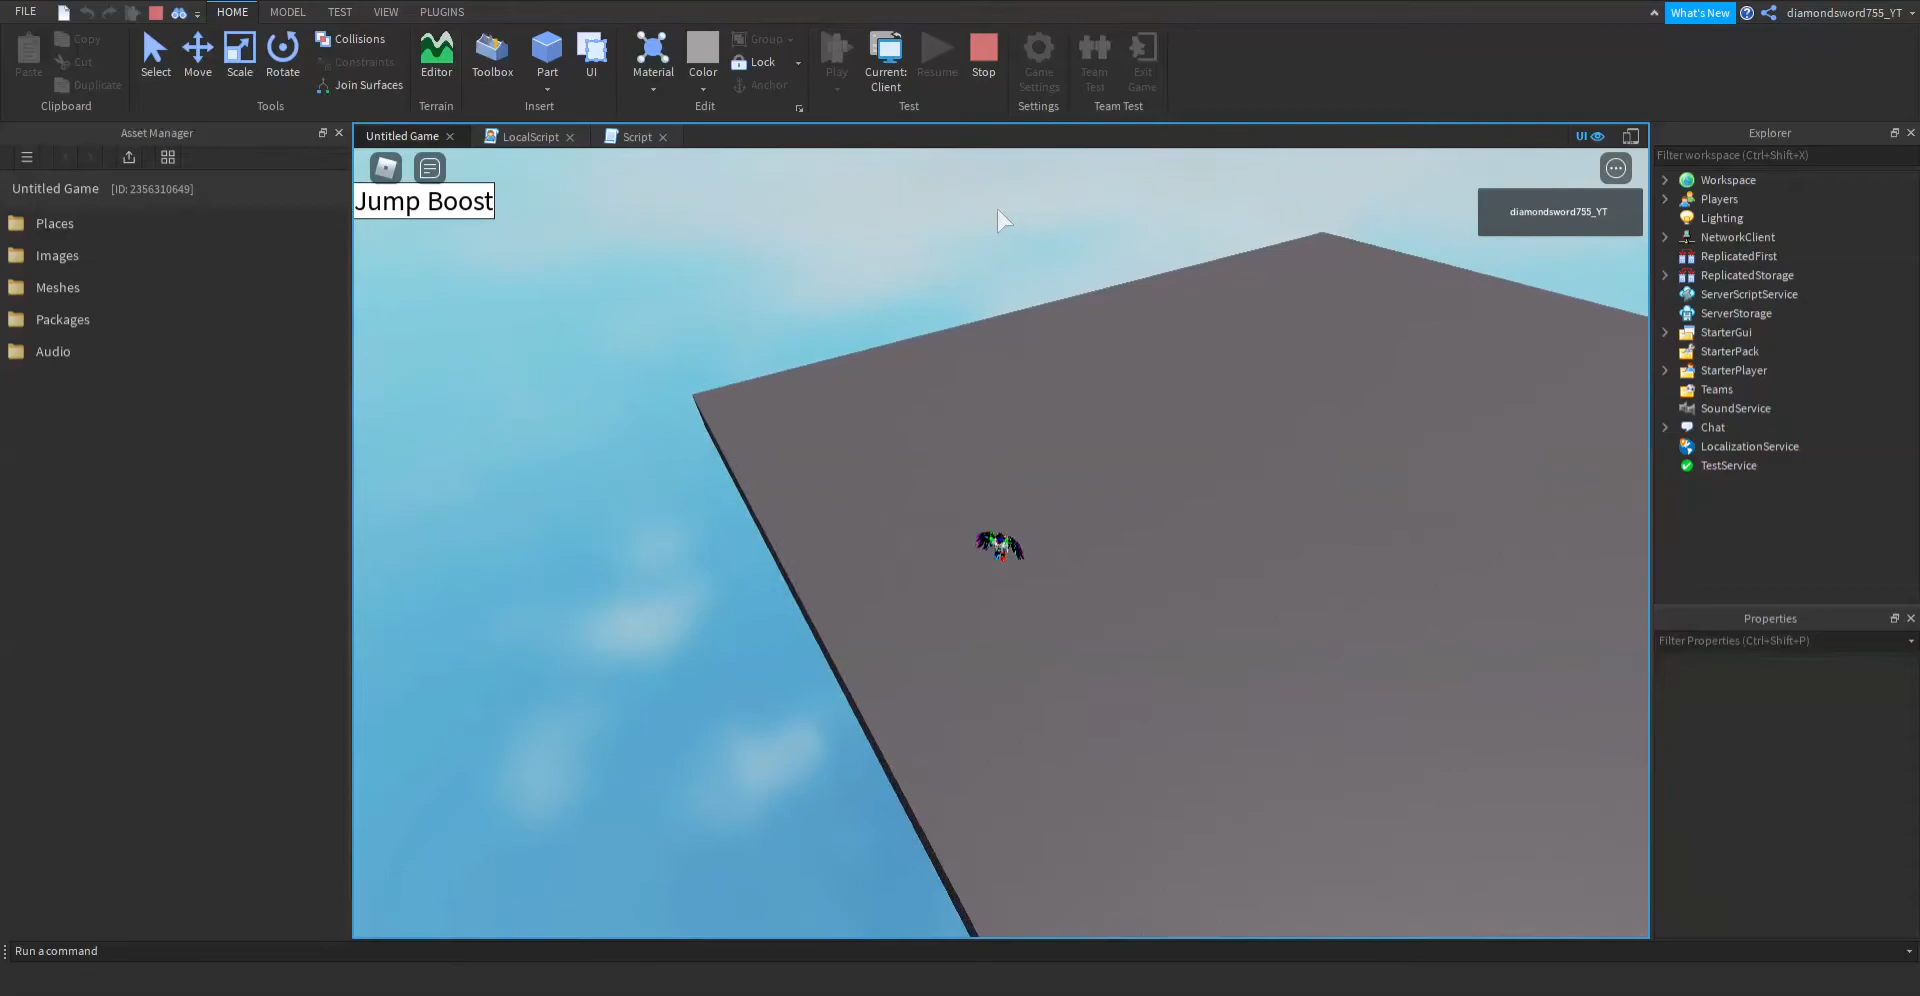 FILE HOME MODEL TEST VIEW PLUGINS What's New diamondsword755_YT
Paste Copy Cut Duplicate
Clipboard
Select Move Scale Rotate Collisions Constraints Join Surfaces
Tools
Editor
Terrain
Toolbox Part UI
Insert
Material Color Group Lock Anchor
Edit
Play Current: Client Resume Stop
Test
Game Settings
Settings
Team Test Exit Game
Team Test
Asset Manager
Untitled Game [ID: 2356310649]
Places
Images
Meshes
Packages
Audio
Untitled Game LocalScript Script UI
Jump Boost
diamondsword755_YT
Explorer
Filter workspace (Ctrl+Shift+X)
Workspace
Players
Lighting
NetworkClient
ReplicatedFirst
ReplicatedStorage
ServerScriptService
ServerStorage
StarterGui
StarterPack
StarterPlayer
Teams
SoundService
Chat
LocalizationService
TestService
Properties
Filter Properties (Ctrl+Shift+P)
Run a command